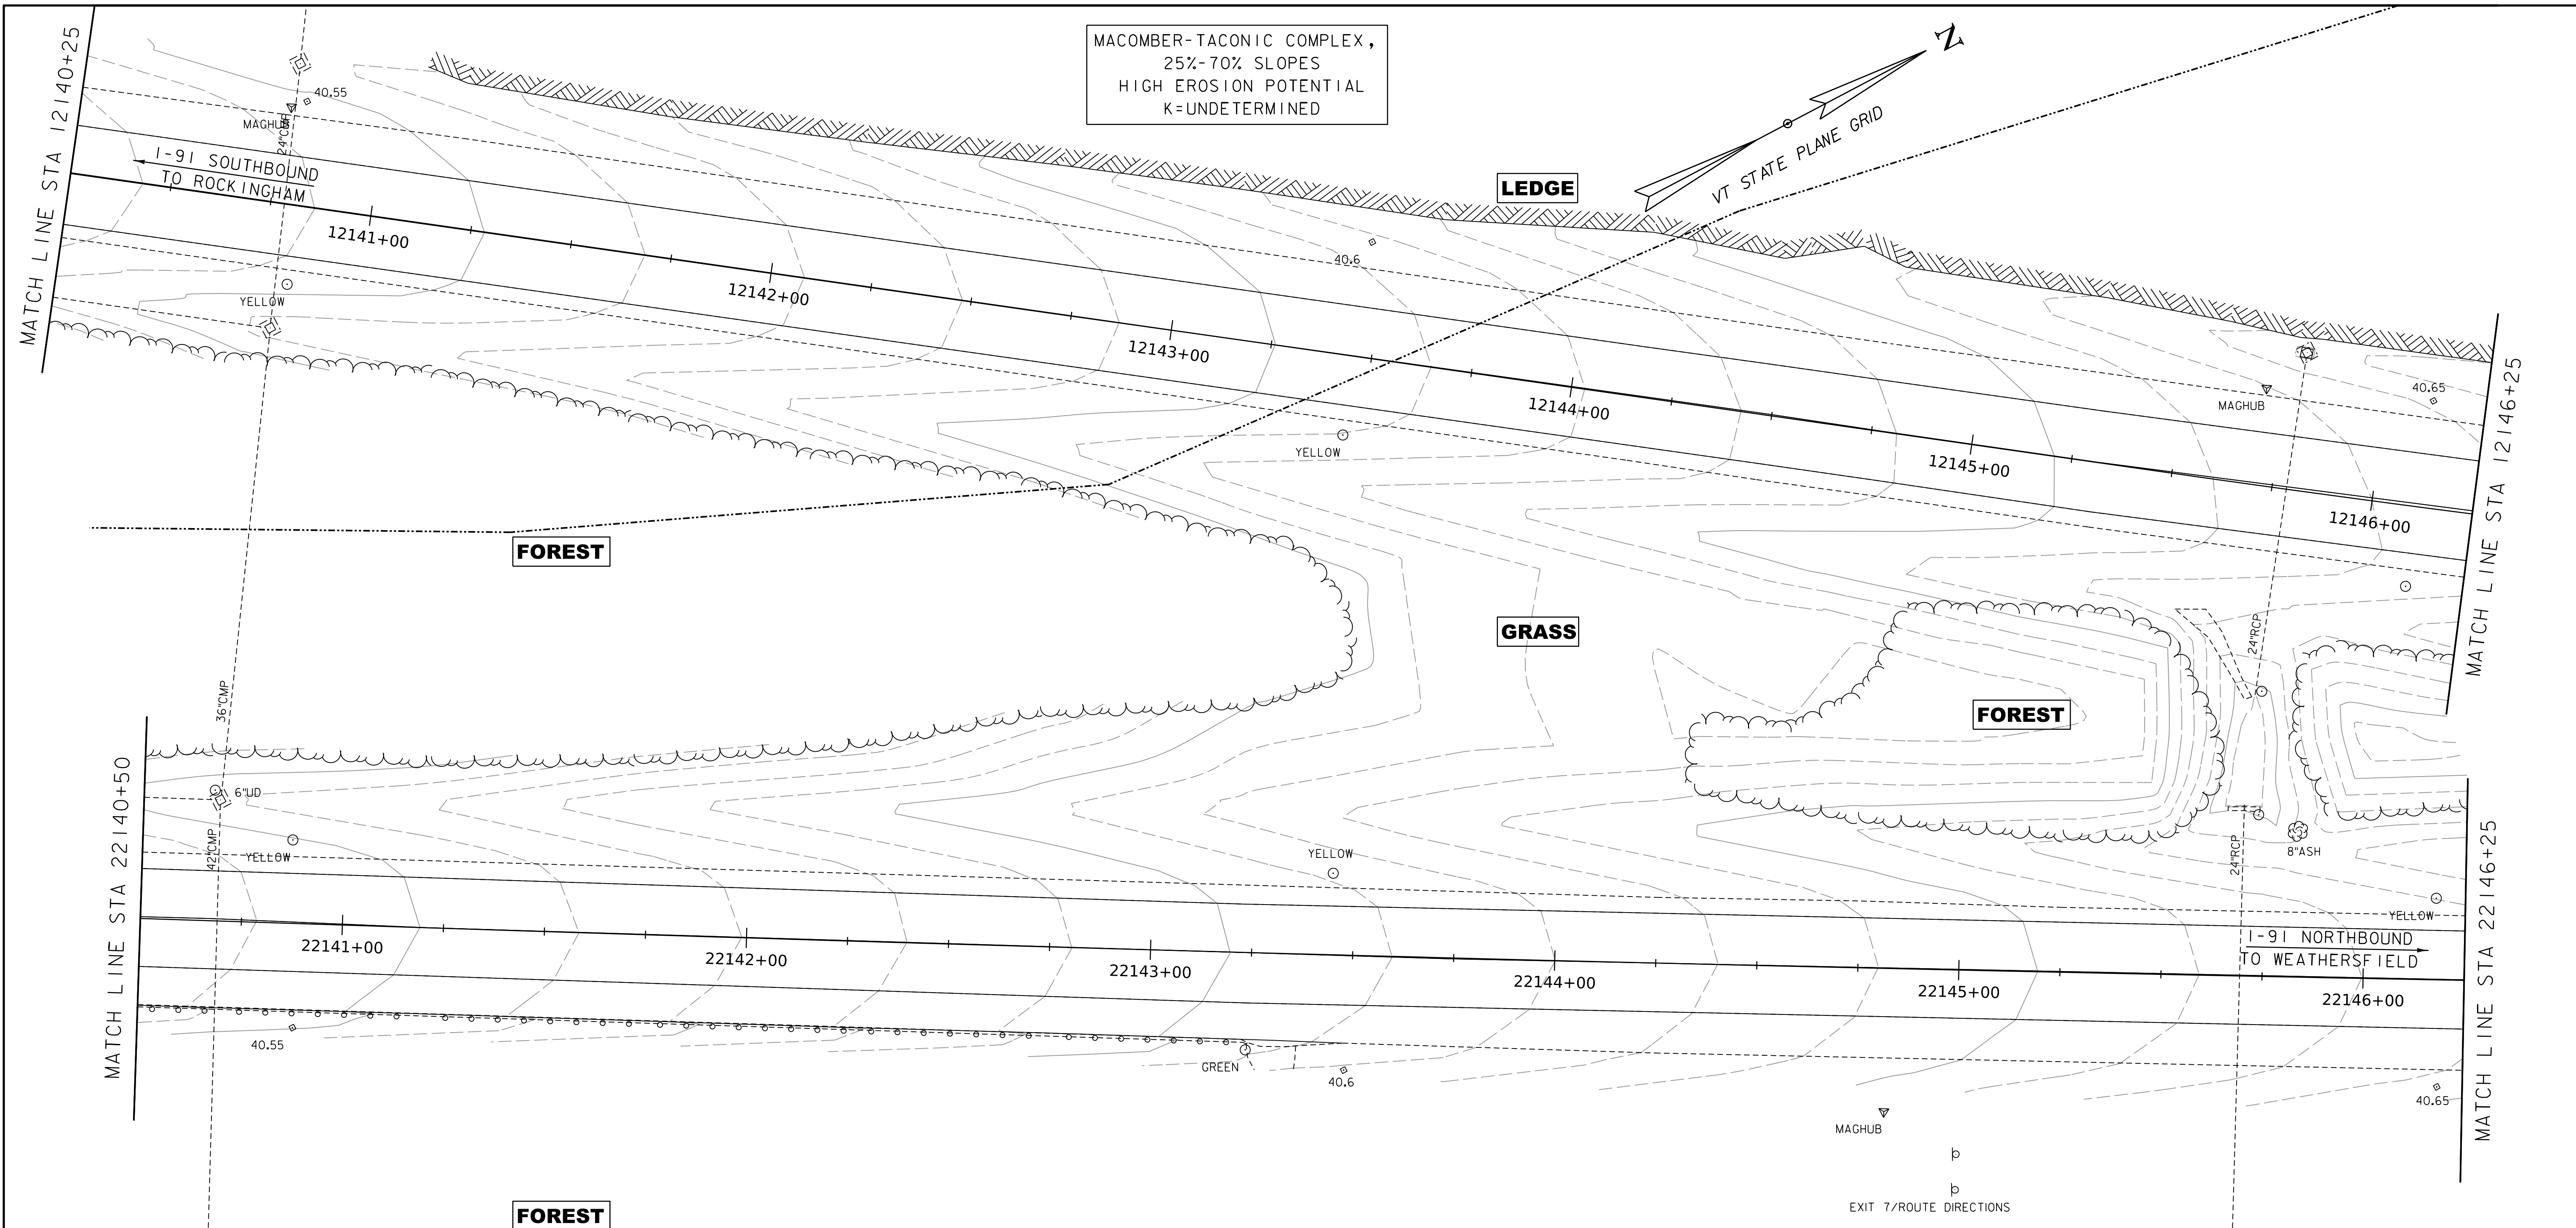 MACOMBER-TACONIC COMPLEX,
25%-70% SLOPES
HIGH EROSION POTENTIAL
K=UNDETERMINED
Z
VT STATE PLANE GRID
MATCH LINE STA 12140+25
40.55
MAGHUB
24"CMP
I-91 SOUTHBOUND
TO ROCKINGHAM
LEDGE
12141+00
12142+00
12143+00
12144+00
12145+00
12146+00
40.6
YELLOW
YELLOW
MAGHUB
40.65
MATCH LINE STA 12146+25
FOREST
GRASS
24"RCP
FOREST
36"CMP
6"UD
42"CMP
YELLOW
YELLOW
24"RCP
8"ASH
YELLOW
MATCH LINE STA 22140+50
I-91 NORTHBOUND
TO WEATHERSFIELD
22141+00
22142+00
22143+00
22144+00
22145+00
22146+00
MATCH LINE STA 22146+25
40.55
GREEN
40.6
40.65
MAGHUB
EXIT 7/ROUTE DIRECTIONS
FOREST